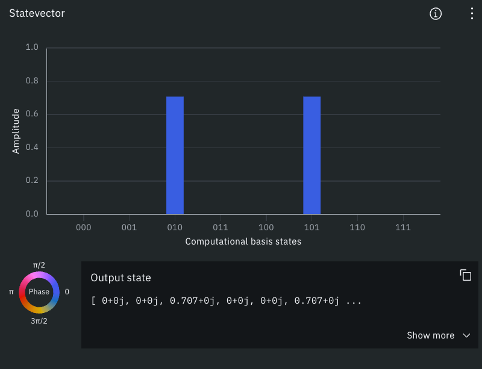 Statevector
1.0
0.8
0.6
0.4
0.2
0.0
Amplitude
000 001 010 011 100 101 110 111
Computational basis states
π/2
π Phase 0
3π/2
Output state
[ 0+0j, 0+0j, 0.707+0j, 0+0j, 0+0j, 0.707+0j ...
Show more